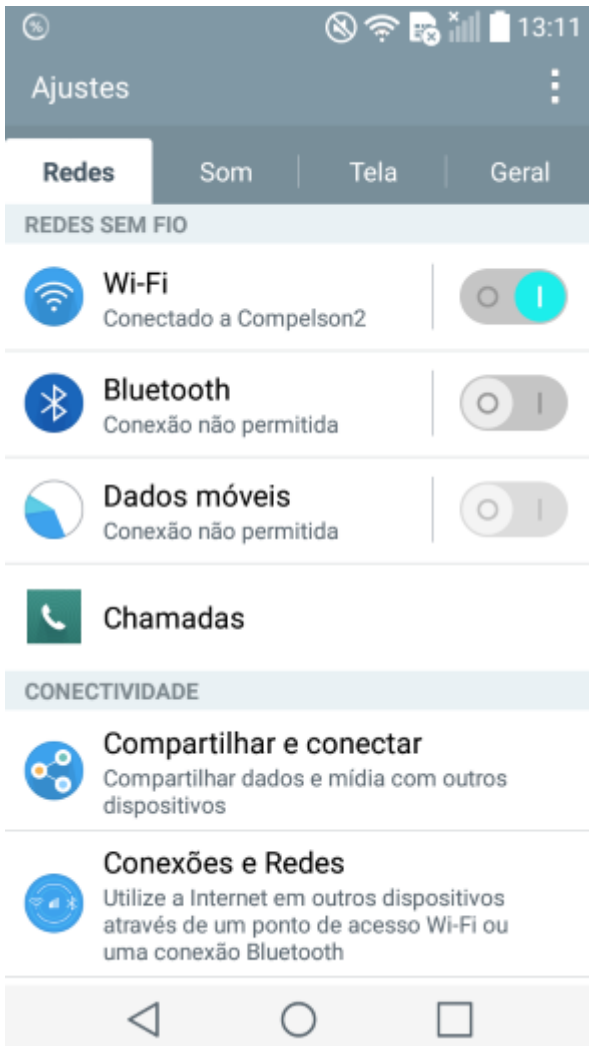 13:11
Ajustes
Redes Som Tela Geral
REDES SEM FIO
Wi-Fi
Conectado a Compelson2
Bluetooth
Conexão não permitida
Dados móveis
Conexão não permitida
Chamadas
CONECTIVIDADE
Compartilhar e conectar
Compartilhar dados e mídia com outros
dispositivos
Conexões e Redes
Utilize a Internet em outros dispositivos
através de um ponto de acesso Wi-Fi ou
uma conexão Bluetooth